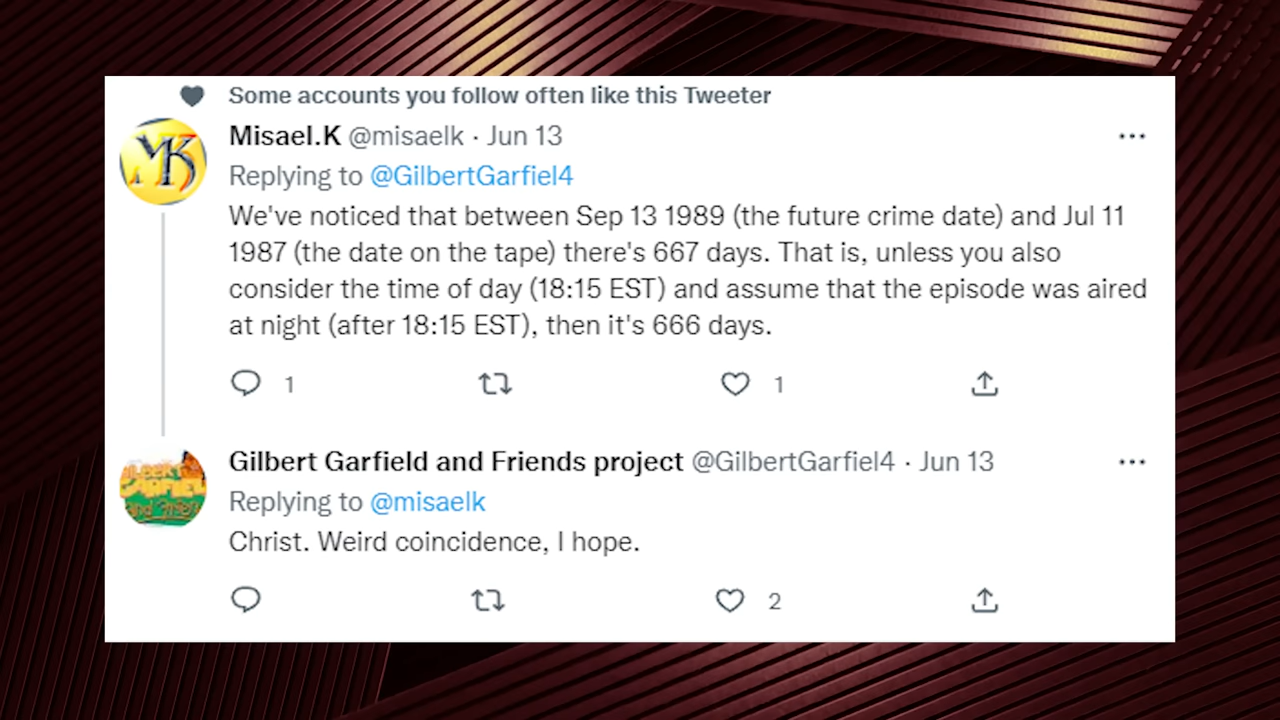 Some accounts you follow often like this Tweeter
Misael.K @misaelk · Jun 13
Replying to @GilbertGarfiel4
We've noticed that between Sep 13 1989 (the future crime date) and Jul 11
1987 (the date on the tape) there's 667 days. That is, unless you also
consider the time of day (18:15 EST) and assume that the episode was aired
at night (after 18:15 EST), then it's 666 days.
1 1
Gilbert Garfield and Friends project @GilbertGarfiel4 · Jun 13
Replying to @misaelk
Christ. Weird coincidence, I hope.
2